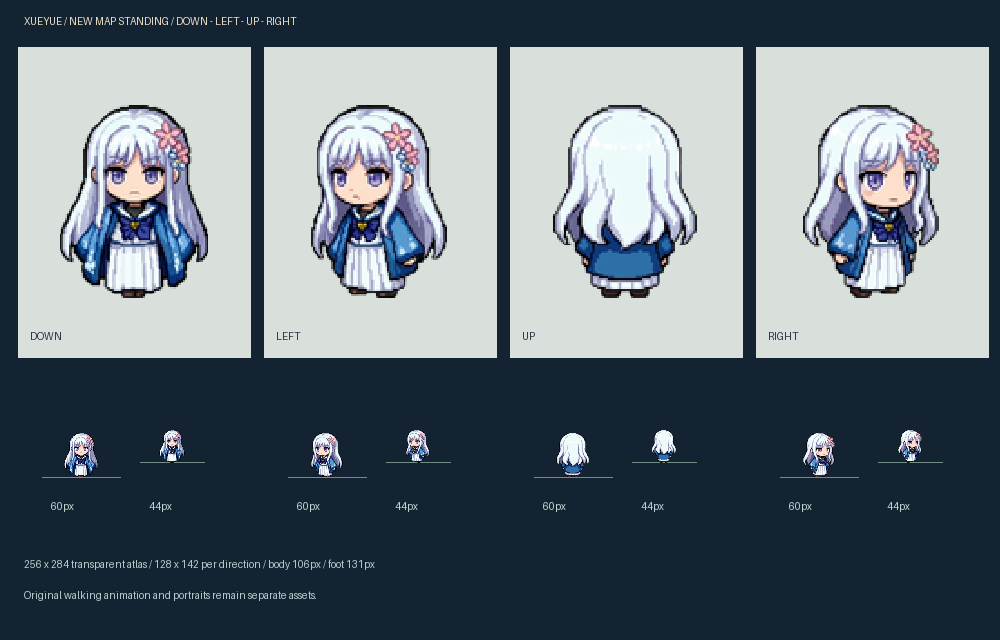 XUEYUE / NEW MAP STANDING / DOWN - LEFT - UP - RIGHT
DOWN
LEFT
UP
RIGHT
60px
44px
60px
44px
60px
44px
60px
44px
256 x 284 transparent atlas / 128 x 142 per direction / body 106px / foot 131px
Original walking animation and portraits remain separate assets.